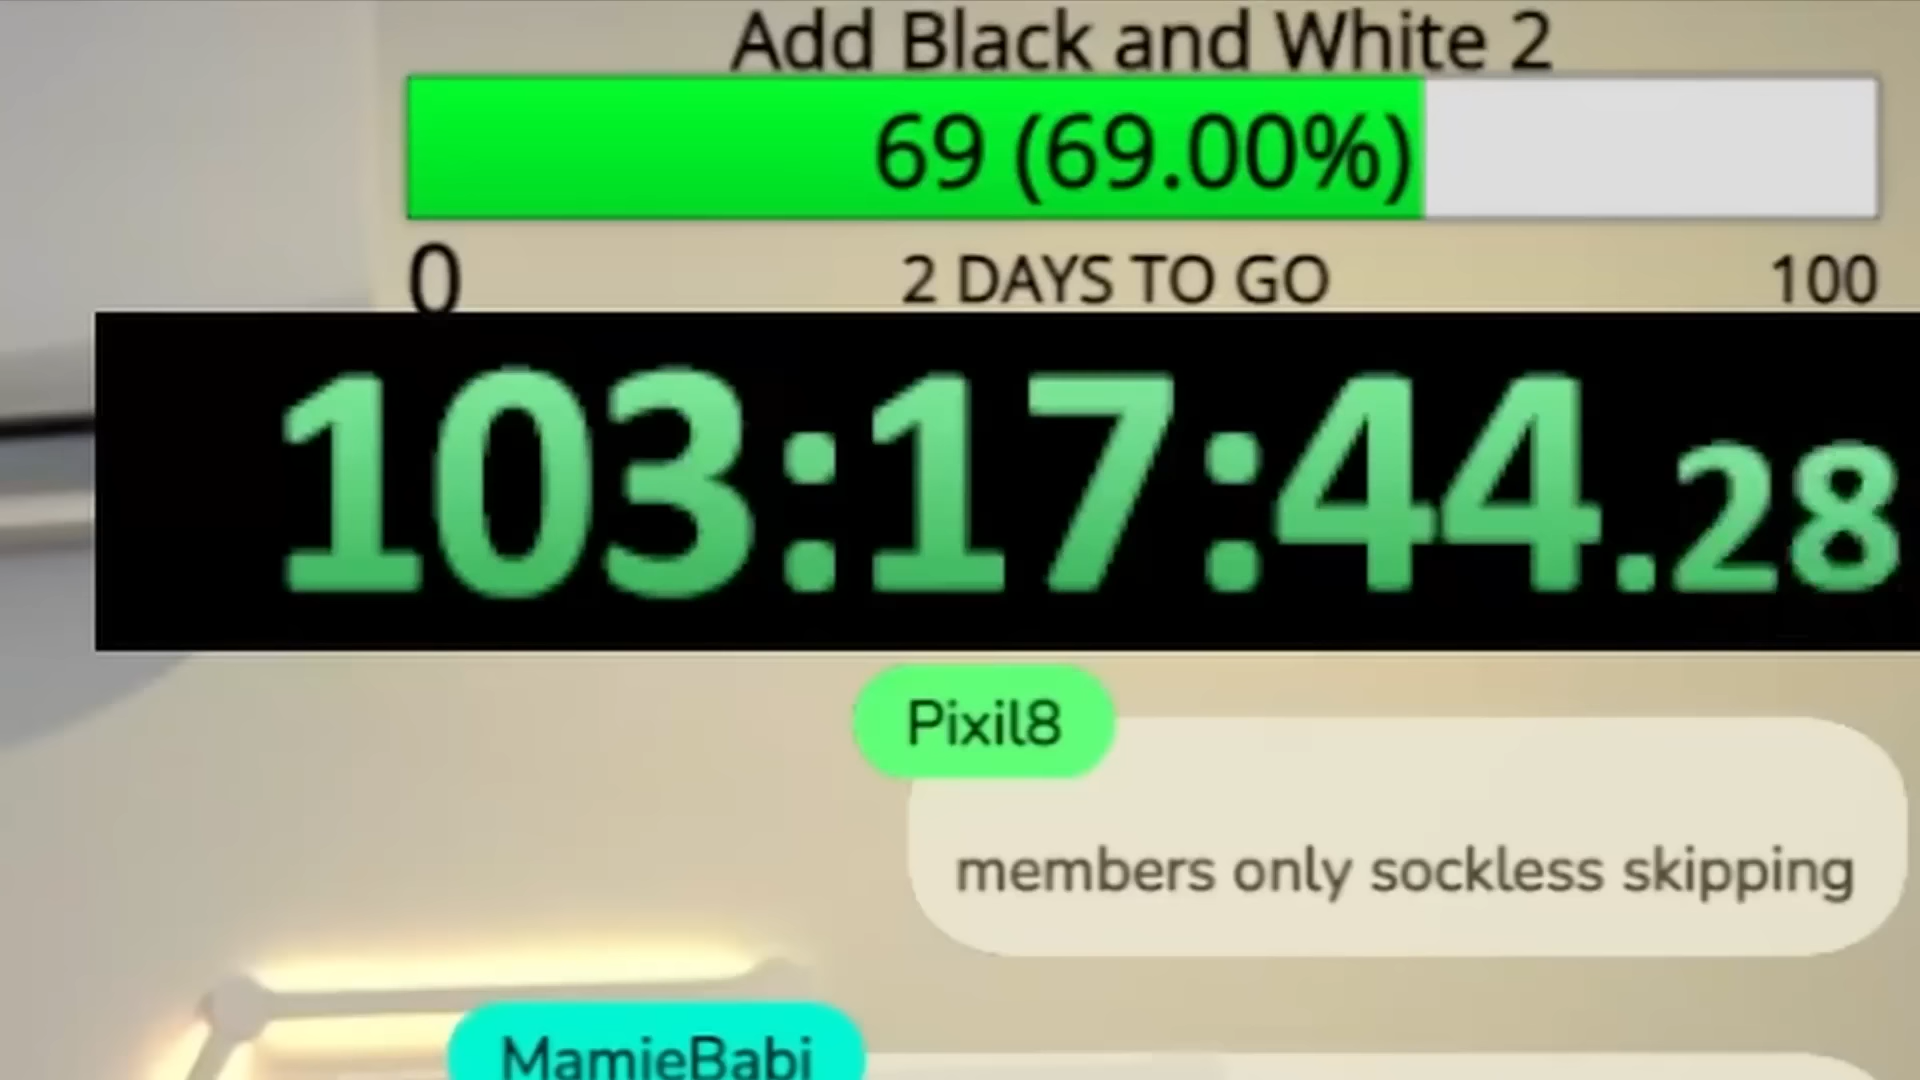 Add Black and White 2
69 (69.00%)
0 2 DAYS TO GO 100
103:17:44.28
Pixil8
members only sockless skipping
MamieBabi